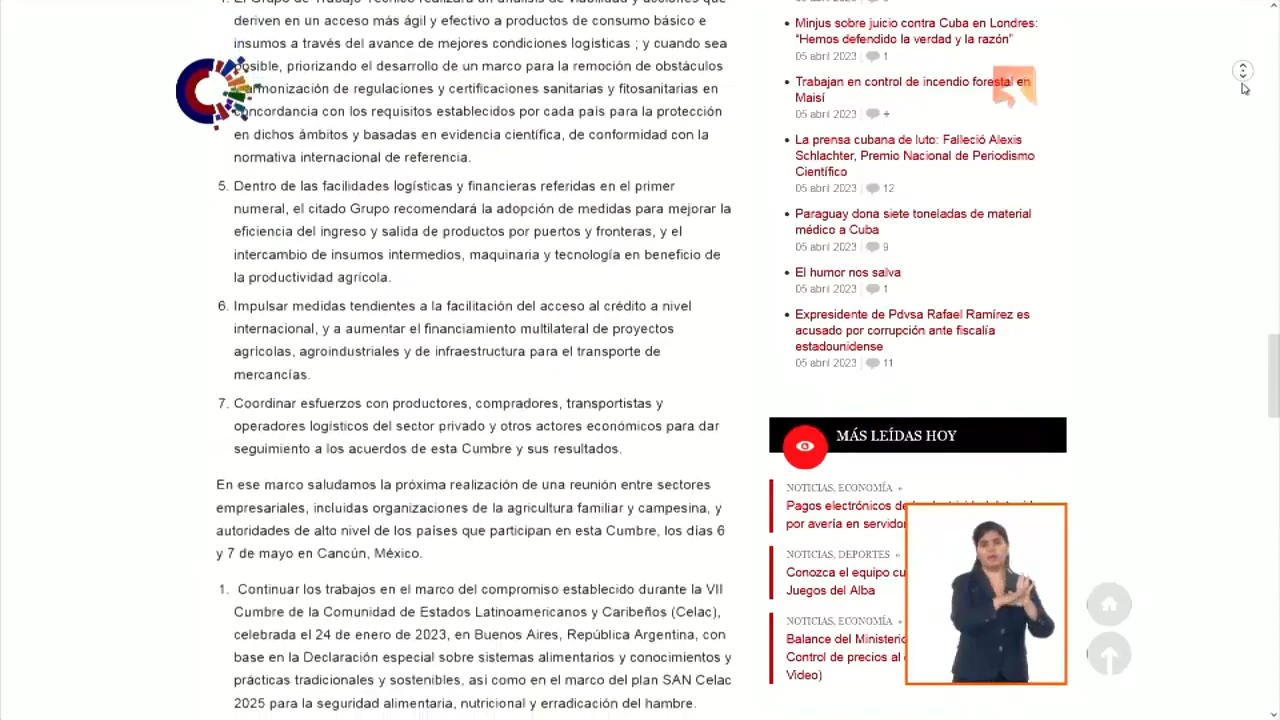 deriven en un acceso más ágil y efectivo a productos de consumo básico e
insumos a través del avance de mejores condiciones logísticas ; y cuando sea
posible, priorizando el desarrollo de un marco para la remoción de obstáculos
armonización de regulaciones y certificaciones sanitarias y fitosanitarias en
concordancia con los requisitos establecidos por cada país para la protección
en dichos ámbitos y basadas en evidencia científica, de conformidad con la
normativa internacional de referencia.
5. Dentro de las facilidades logísticas y financieras referidas en el primer
numeral, el citado Grupo recomendará la adopción de medidas para mejorar la
eficiencia del ingreso y salida de productos por puertos y fronteras, y el
intercambio de insumos intermedios, maquinaria y tecnología en beneficio de
la productividad agrícola.
6. Impulsar medidas tendientes a la facilitación del acceso al crédito a nivel
internacional, y a aumentar el financiamiento multilateral de proyectos
agrícolas, agroindustriales y de infraestructura para el transporte de
mercancías.
7. Coordinar esfuerzos con productores, compradores, transportistas y
operadores logísticos del sector privado y otros actores económicos para dar
seguimiento a los acuerdos de esta Cumbre y sus resultados.
En ese marco saludamos la próxima realización de una reunión entre sectores
empresariales, incluidas organizaciones de la agricultura familiar y campesina, y
autoridades de alto nivel de los países que participan en esta Cumbre, los días 6
y 7 de mayo en Cancún, México.
1. Continuar los trabajos en el marco del compromiso establecido durante la VII
Cumbre de la Comunidad de Estados Latinoamericanos y Caribeños (Celac),
celebrada el 24 de enero de 2023, en Buenos Aires, República Argentina, con
base en la Declaración especial sobre sistemas alimentarios y conocimientos y
prácticas tradicionales y sostenibles, así como en el marco del plan SAN Celac
2025 para la seguridad alimentaria, nutricional y erradicación del hambre.
Minjus sobre juicio contra Cuba en Londres:
“Hemos defendido la verdad y la razón”
05 abril 2023 | 1
Trabajan en control de incendio forestal en
Maisí
05 abril 2023 | +
La prensa cubana de luto: Falleció Alexis
Schlachter, Premio Nacional de Periodismo
Científico
05 abril 2023 | 12
Paraguay dona siete toneladas de material
médico a Cuba
05 abril 2023 | 9
El humor nos salva
05 abril 2023 | 1
Expresidente de Pdvsa Rafael Ramírez es
acusado por corrupción ante fiscalía
estadounidense
05 abril 2023 | 11
MÁS LEÍDAS HOY
NOTICIAS, ECONOMÍA
Pagos electrónicos de
por avería en servidor
NOTICIAS, DEPORTES
Conozca el equipo cu
Juegos del Alba
NOTICIAS, ECONOMÍA
Balance del Ministerio
Control de precios al
Video)